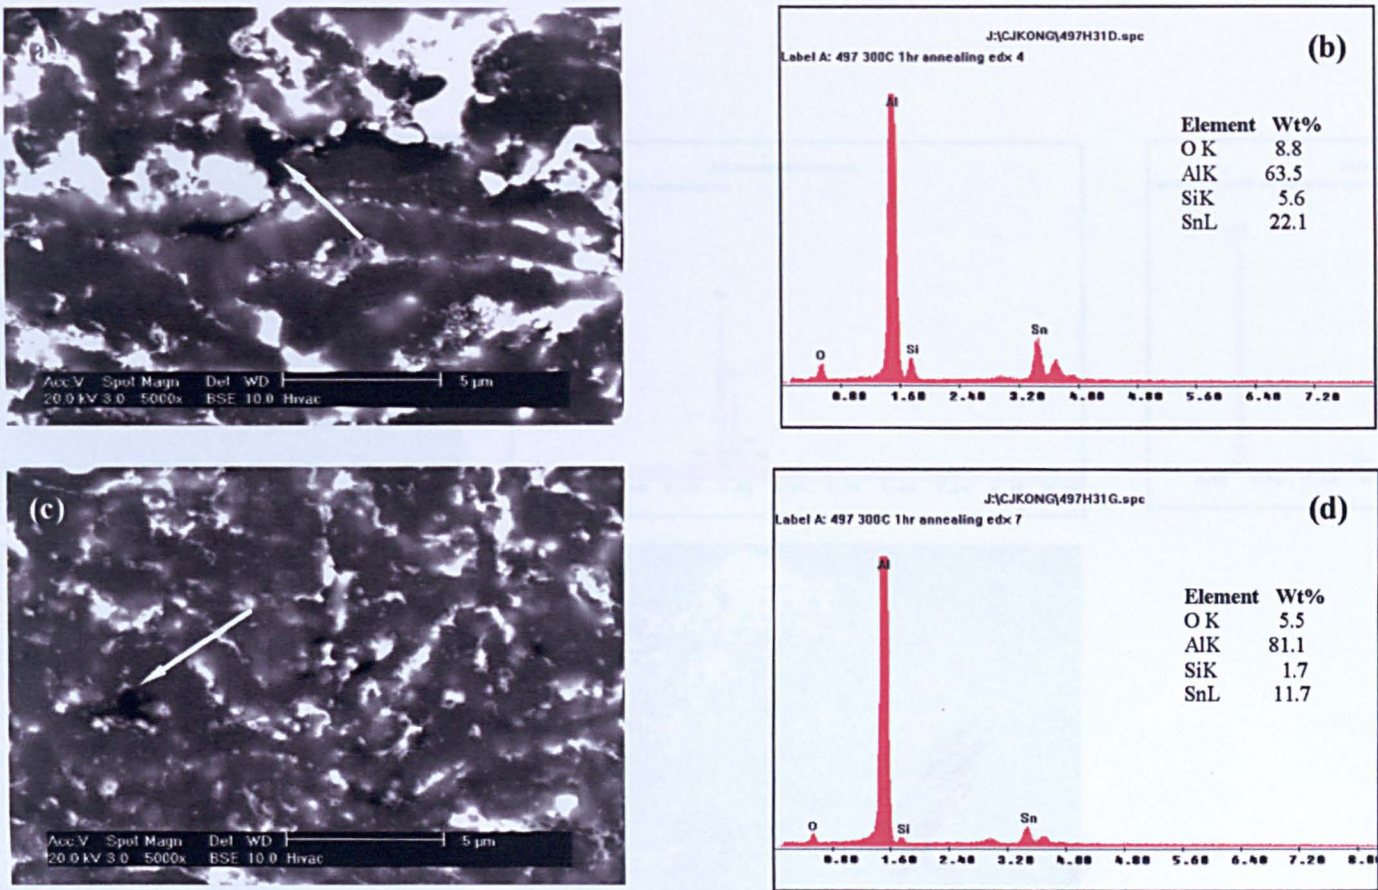 (a)
Acc.V Spot Magn Det WD 5 µm
20.0 kV 3.0 5000x BSE 10.0 Hivac
J:\CJKONG\497H31D.spc
Label A: 497 300C 1hr annealing edx 4
(b)
Al
Element Wt%
O K 8.8
AlK 63.5
SiK 5.6
SnL 22.1
Sn
O
Si
0.80 1.60 2.40 3.20 4.00 4.80 5.60 6.40 7.20
(c)
Acc.V Spot Magn Det WD 5 µm
20.0 kV 3.0 5000x BSE 10.0 Hivac
J:\CJKONG\497H31G.spc
Label A: 497 300C 1hr annealing edx 7
(d)
Al
Element Wt%
O K 5.5
AlK 81.1
SiK 1.7
SnL 11.7
Sn
O
Si
0.80 1.60 2.40 3.20 4.00 4.80 5.60 6.40 7.20 8.00